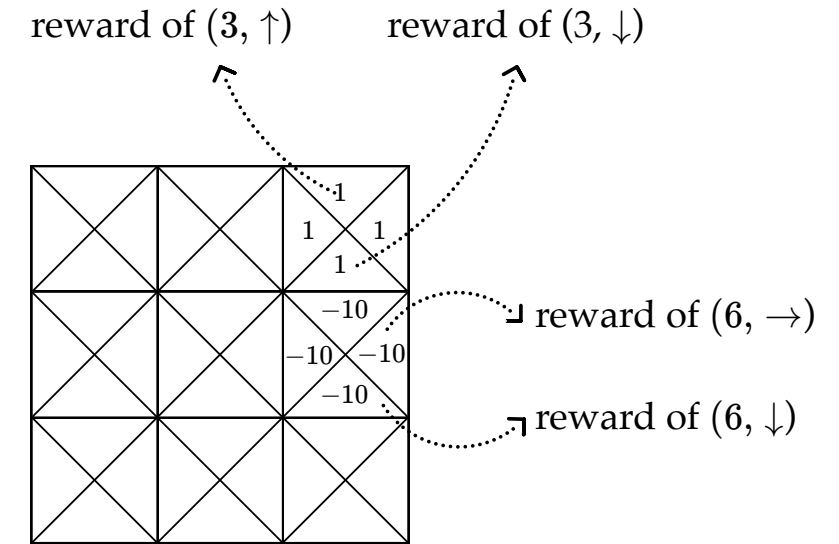 reward of (3, ↑) reward of (3, ↓)
1
1 1
1
−10
reward of (6, →)
−10 −10
−10
reward of (6, ↓)